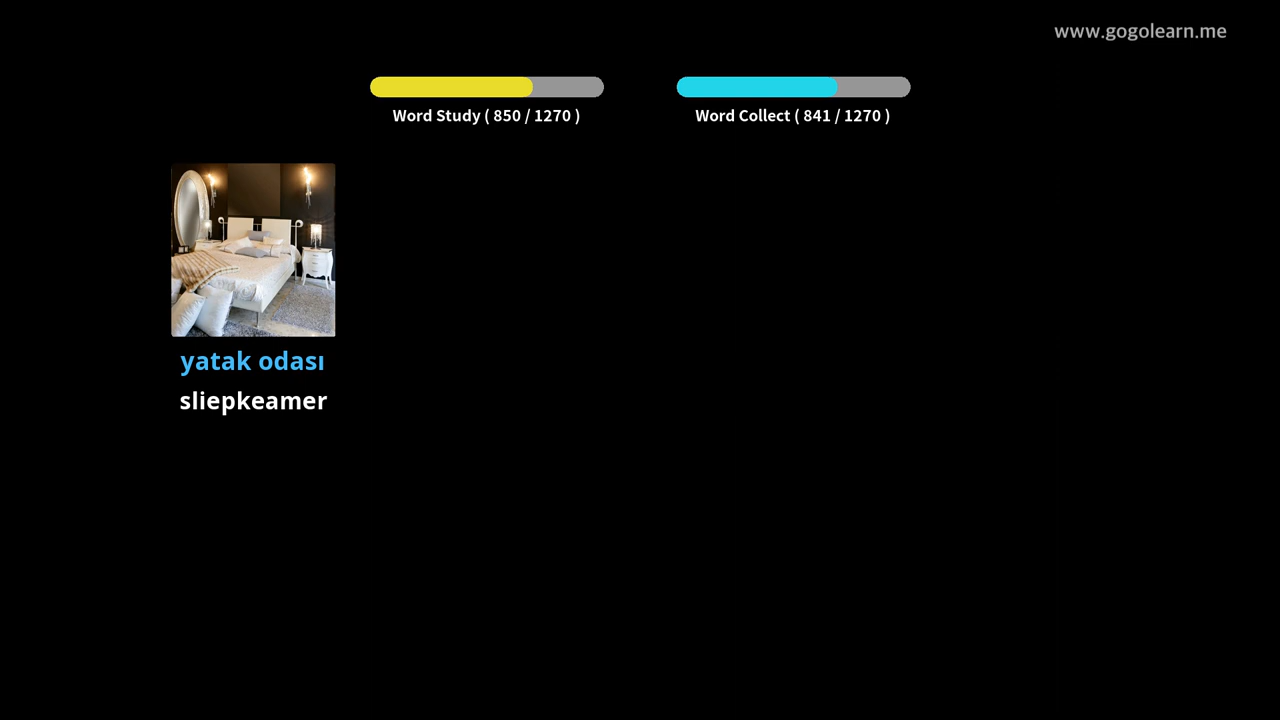 www.gogolearn.me
Word Study ( 850 / 1270 )
Word Collect ( 841 / 1270 )
yatak odası
sliepkeamer